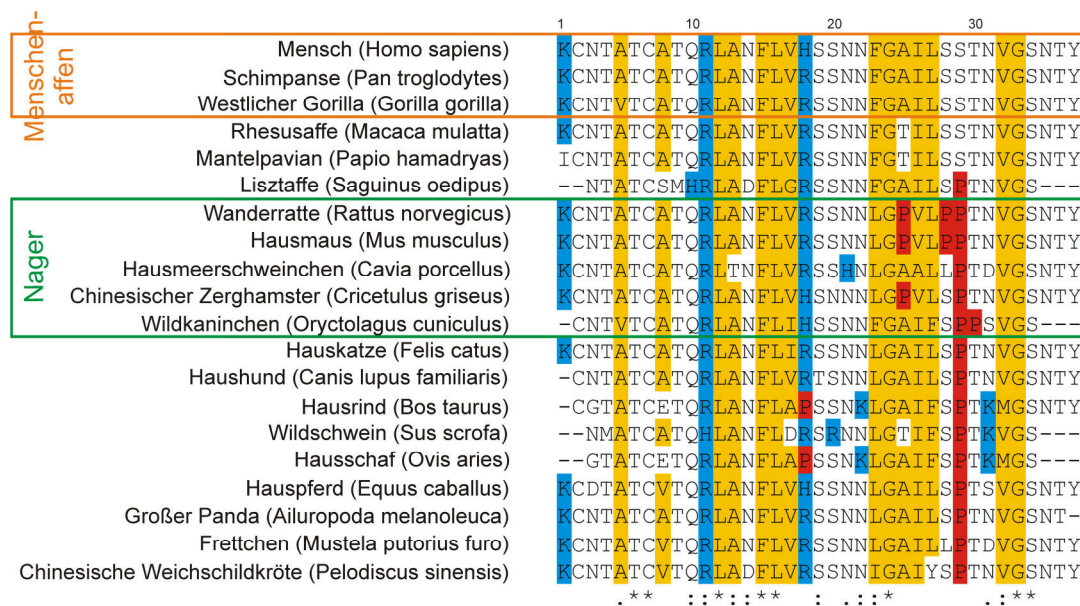 1 10 20 30
Menschen-
affen
Mensch (Homo sapiens) KCNTATCATQRLANFLVHSSNNFGAILSSTNVGSNTY
Schimpanse (Pan troglodytes) KCNTATCATQRLANFLVRSSNNFGAILSSTNVGSNTY
Westlicher Gorilla (Gorilla gorilla) KCNTVTCATQRLANFLVRSSNNFGAILSSTNVGSNTY
Rhesusaffe (Macaca mulatta) KCNTATCATQRLANFLVRSSNNFGTILSSTNVGSNTY
Mantelpavian (Papio hamadryas) ICNTATCATQRLANFLVRSSNNFGTILSSTNVGSNTY
Lisztaffe (Saguinus oedipus) --NTATCSMHRLADFLGRSSNNFGAILSPTNVGS---
Nager
Wanderratte (Rattus norvegicus) KCNTATCATQRLANFLVRSSNNLGPVLPPTNVGSNTY
Hausmaus (Mus musculus) KCNTATCATQRLANFLVRSSNNLGPVLPPTNVGSNTY
Hausmeerschweinchen (Cavia porcellus) KCNTATCATQRLTNFLVRSSHNLGAALLPTDVGSNTY
Chinesischer Zerghamster (Cricetulus griseus) KCNTATCATQRLANFLVHSNNNLGPVLSPTNVGSNTY
Wildkaninchen (Oryctolagus cuniculus) -CNTVTCATQRLANFLIHSSNNFGAIFSPPSVGS---
Hauskatze (Felis catus) KCNTATCATQRLANFLIRSSNNLGAILSPTNVGSNTY
Haushund (Canis lupus familiaris) -CNTATCATQRLANFLVRTSNNLGAILSPTNVGSNTY
Hausrind (Bos taurus) -CGTATCETQRLANFLAPSSNKLGAIFSPTKMGSNTY
Wildschwein (Sus scrofa) --NMATCATQHLANFLDRSRNNLGTIFSPTKVGS---
Hausschaf (Ovis aries) --GTATCETQRLANFLAPSSNKLGAIFSPTKMGS---
Hauspferd (Equus caballus) KCDTATCVTQRLANFLVHSSNNLGAILSPTSVGSNTY
Großer Panda (Ailuropoda melanoleuca) KCNTATCVTQRLANFLVRSSNNLGAILSPTNVGSNT-
Frettchen (Mustela putorius furo) KCNTATCVTQRLANFLVRSSNNLGAILLPTDVGSNTY
Chinesische Weichschildkröte (Pelodiscus sinensis) KCNTATCVTQRLADFLVRSSNNIGAIYSPTNVGSNTY
.** ::*::** : .::* .:**